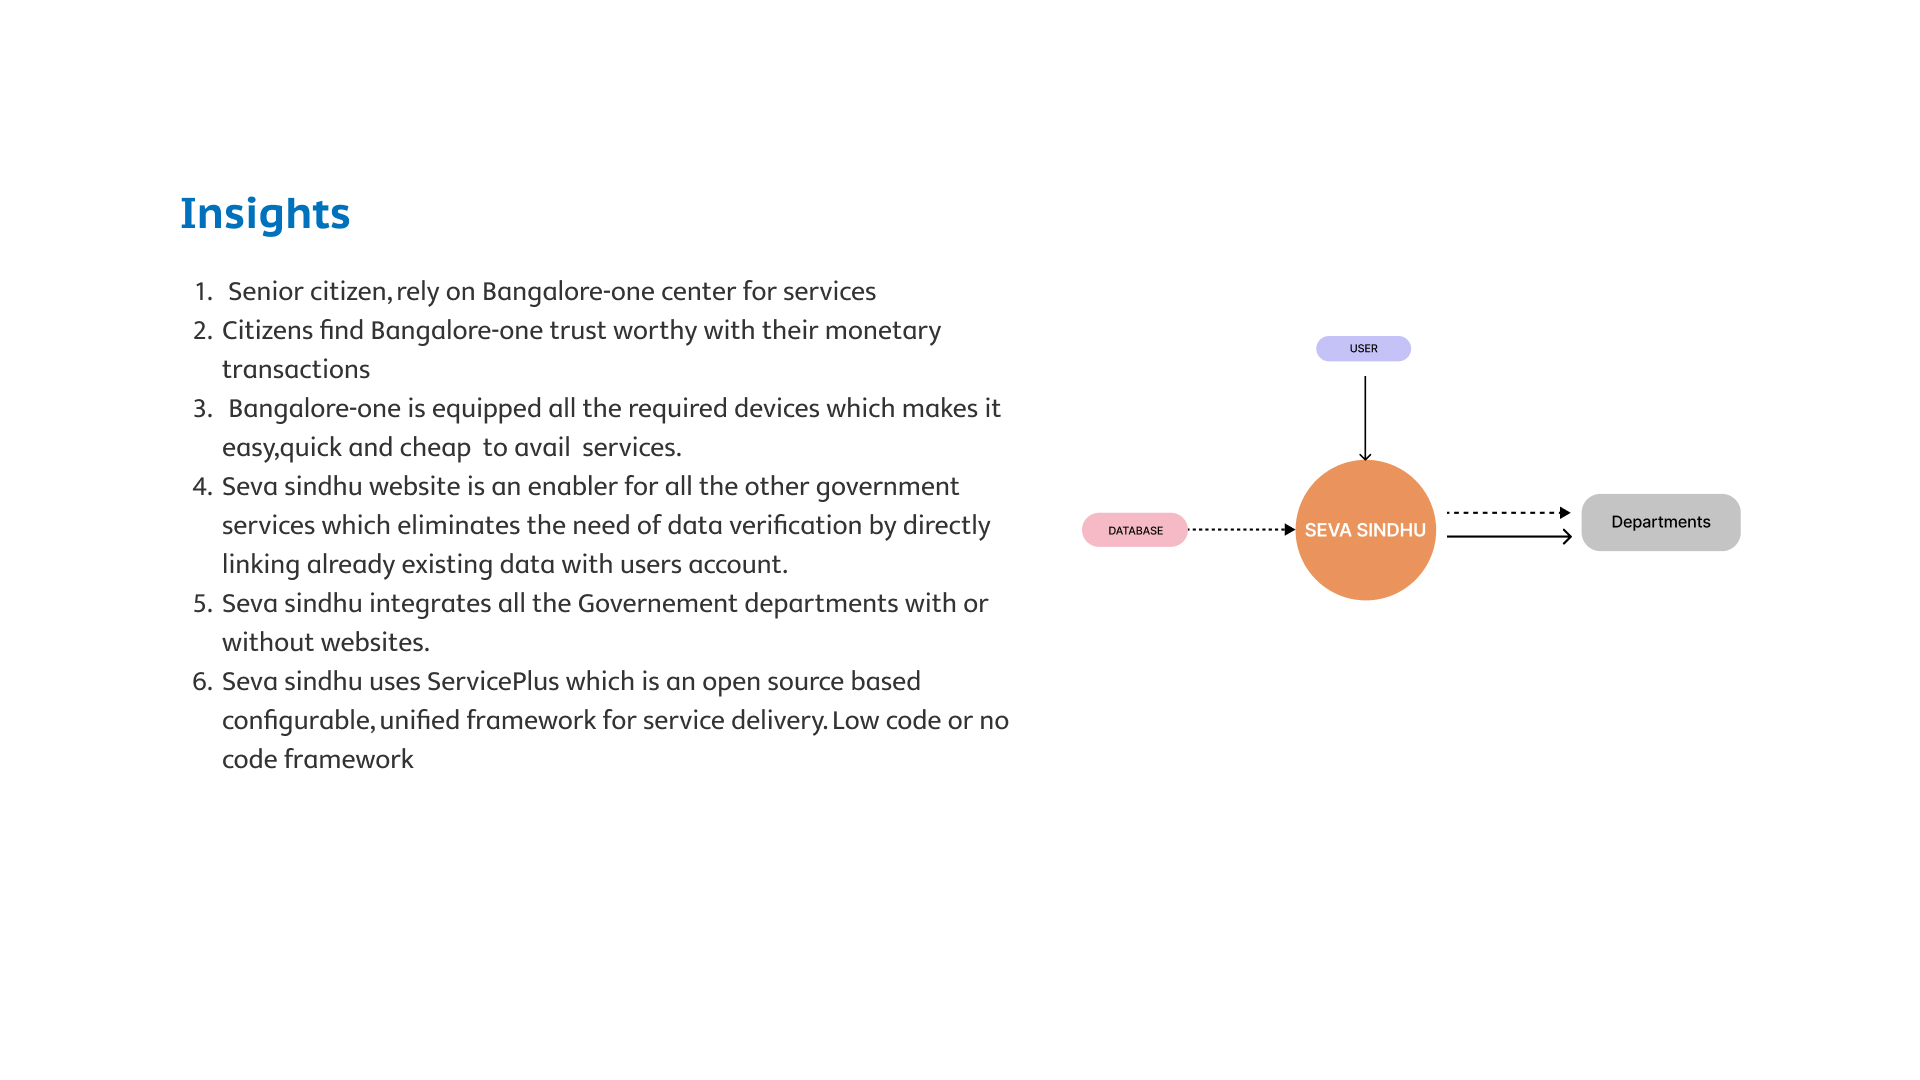 Insights
1. Senior citizen, rely on Bangalore-one center for services
2. Citizens find Bangalore-one trust worthy with their monetary
transactions
3. Bangalore-one is equipped all the required devices which makes it
easy,quick and cheap to avail services.
4. Seva sindhu website is an enabler for all the other government
services which eliminates the need of data verification by directly
linking already existing data with users account.
5. Seva sindhu integrates all the Governement departments with or
without websites.
6. Seva sindhu uses ServicePlus which is an open source based
configurable, unified framework for service delivery. Low code or no
code framework
USER
DATABASE
SEVA SINDHU
Departments